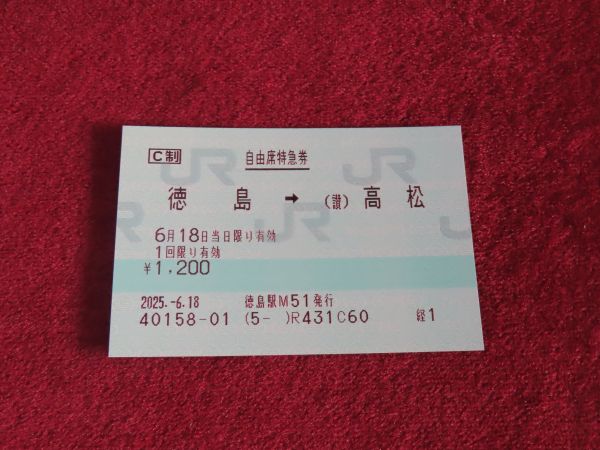 C制 自由席特急券
徳島 → (讃)高松
6月18日当日限り有効
1回限り有効
¥1,200
2025.-6.18 徳島駅M51発行
40158-01 (5- )R431C60 経1